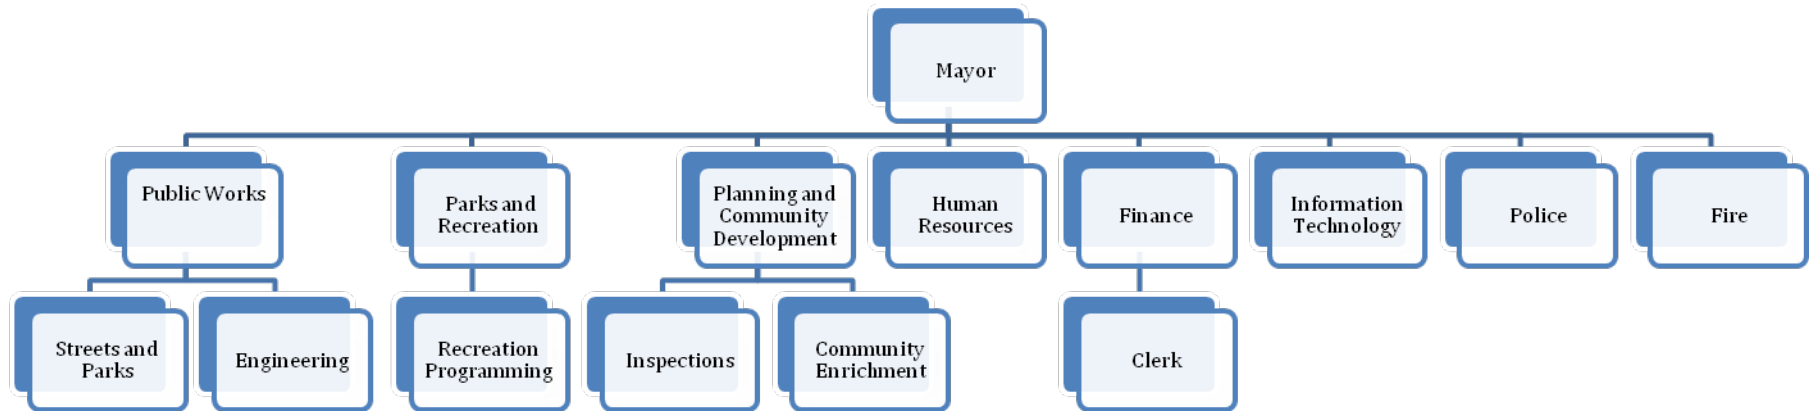 Mayor
Public Works
Parks and
Recreation
Planning and
Community
Development
Human
Resources
Finance
Information
Technology
Police
Fire
Streets and
Parks
Engineering
Recreation
Programming
Inspections
Community
Enrichment
Clerk